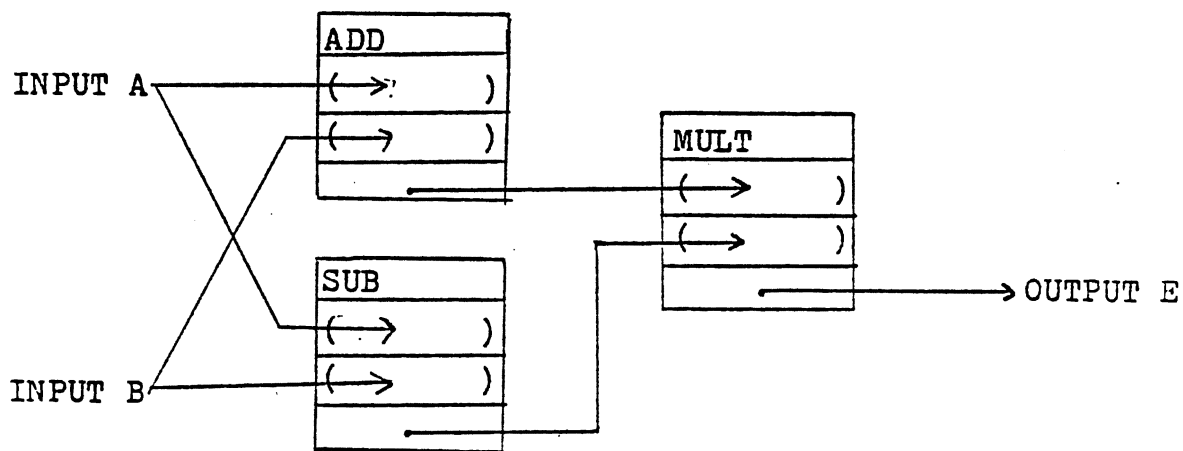 ADD
INPUT A
( )
( )
MULT
( )
( )
SUB
OUTPUT E
( )
INPUT B
( )